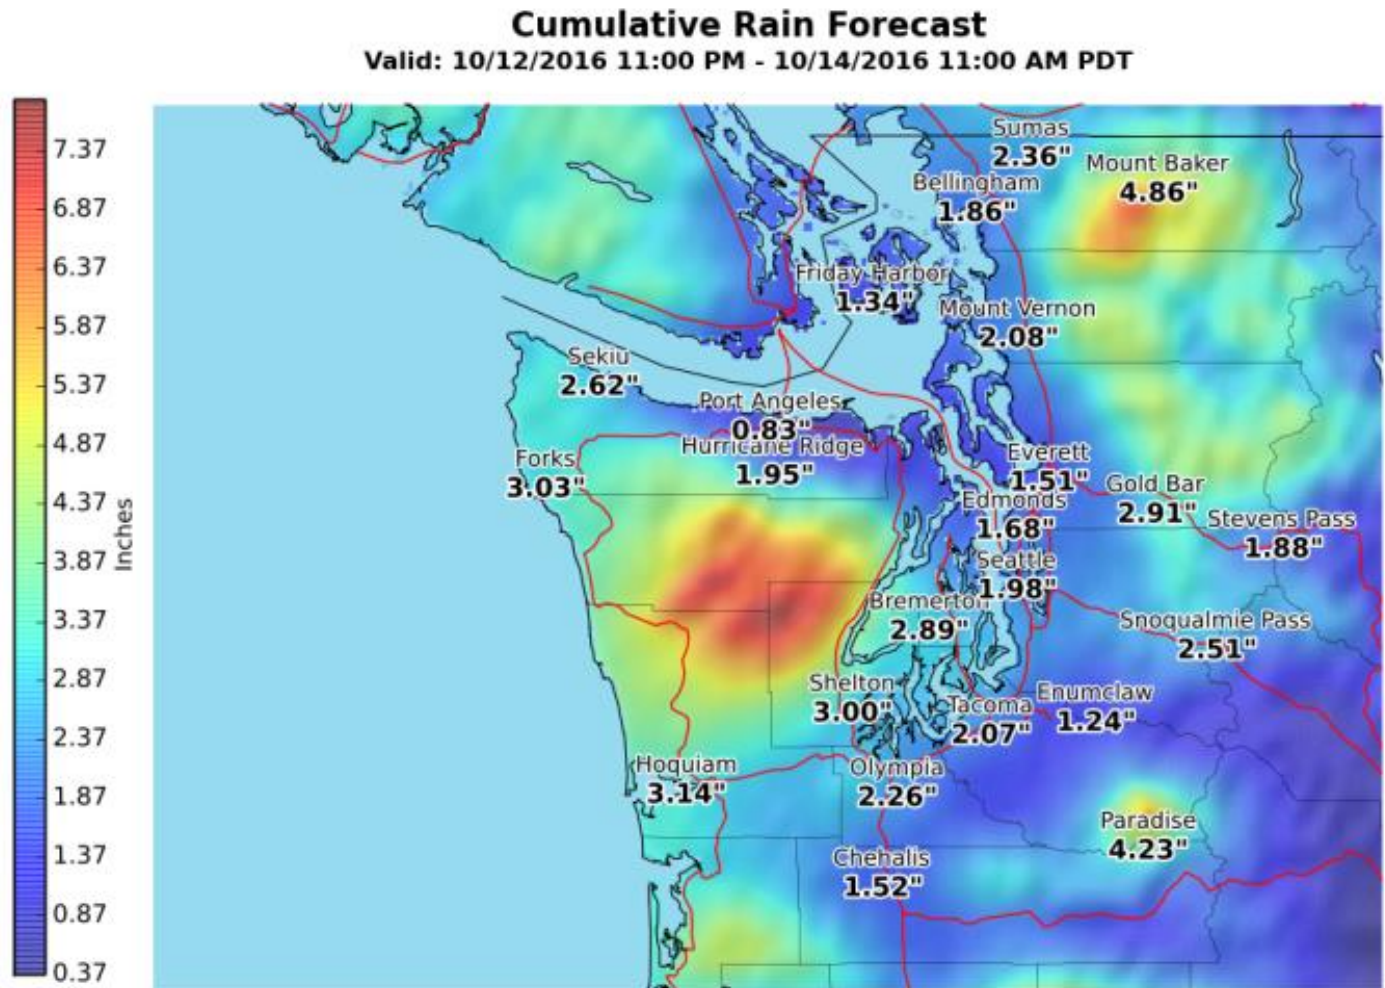 Cumulative Rain Forecast
Valid: 10/12/2016 11:00 PM - 10/14/2016 11:00 AM PDT
7.37
6.87
6.37
5.87
5.37
4.87
4.37
3.87
3.37
2.87
2.37
1.87
1.37
0.87
0.37
Inches
Sumas
2.36"
Mount Baker
4.86"
Bellingham
1.86"
Friday Harbor
1.34"
Mount Vernon
2.08"
Sekiu
2.62"
Port Angeles
0.83"
Hurricane Ridge
1.95"
Forks
3.03"
Everett
1.51"
Gold Bar
2.91"
Edmonds
1.68"
Stevens Pass
1.88"
Seattle
1.98"
Bremerton
2.89"
Snoqualmie Pass
2.51"
Shelton
3.00"
Enumclaw
1.24"
Tacoma
2.07"
Hoquiam
3.14"
Olympia
2.26"
Paradise
4.23"
Chehalis
1.52"